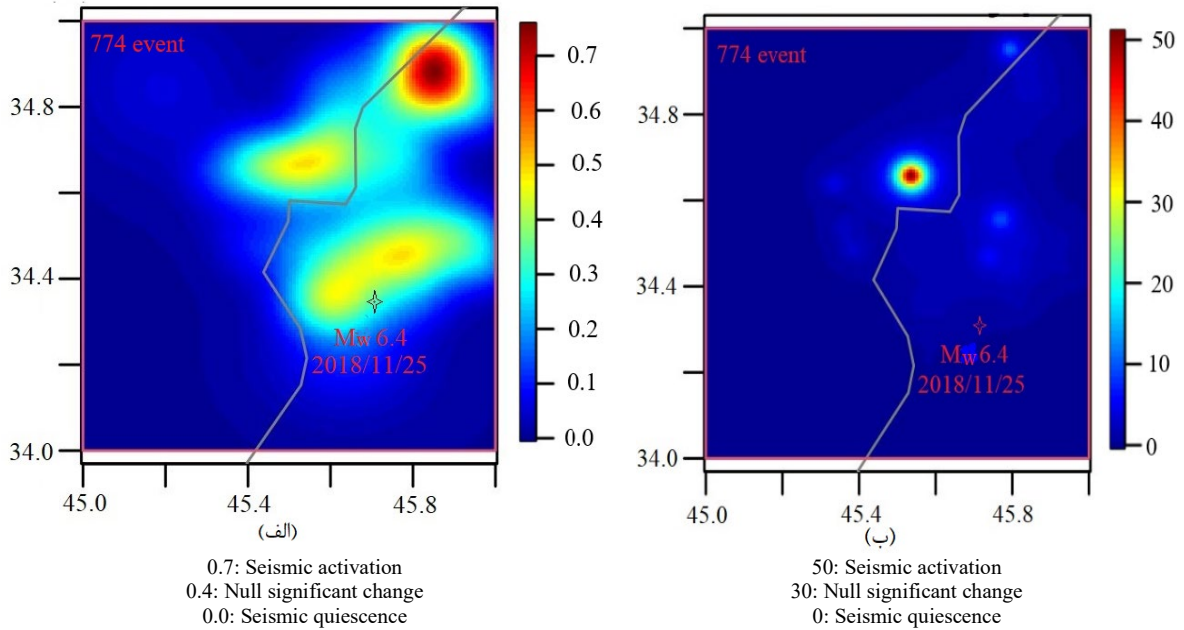 774 event
34.8
34.4
34.0
45.0 45.4 45.8
0.7
0.6
0.5
0.4
0.3
0.2
0.1
0.0
Mw 6.4
2018/11/25
(الف)
0.7: Seismic activation
0.4: Null significant change
0.0: Seismic quiescence
774 event
34.8
34.4
34.0
45.0 45.4 45.8
50
40
30
20
10
0
Mw 6.4
2018/11/25
(ب)
50: Seismic activation
30: Null significant change
0: Seismic quiescence